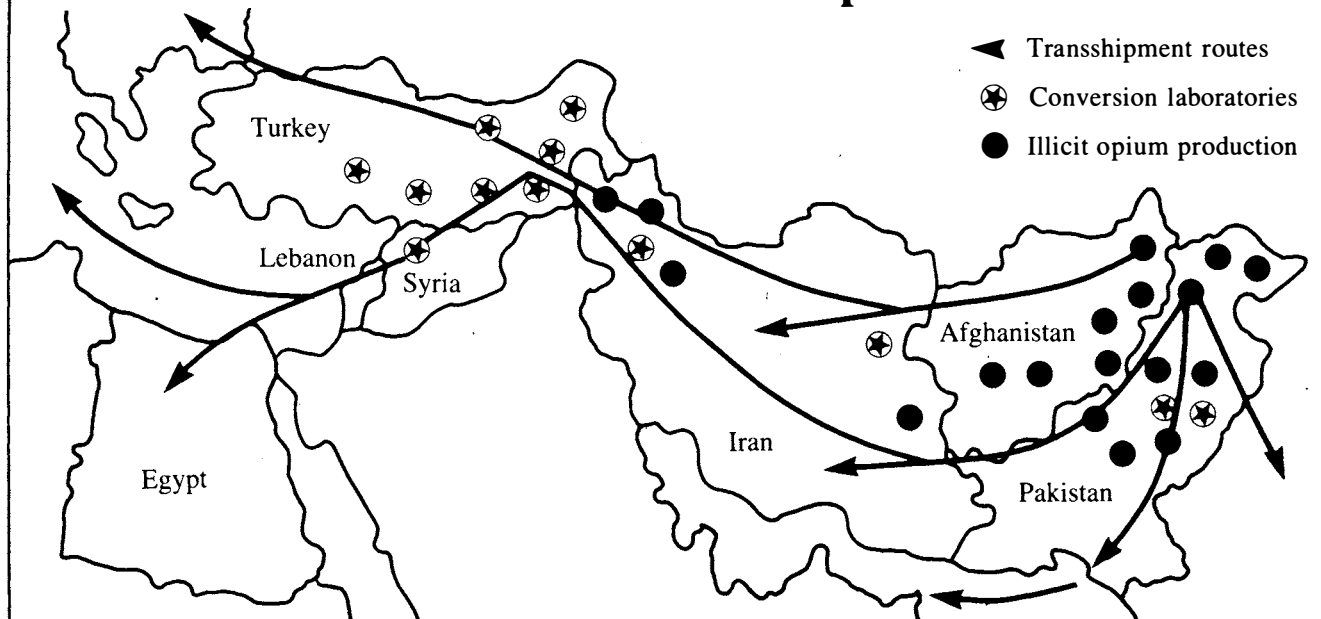 Transshipment routes
Conversion laboratories
Illicit opium production
Turkey
Lebanon
Syria
Afghanistan
Iran
Egypt
Pakistan